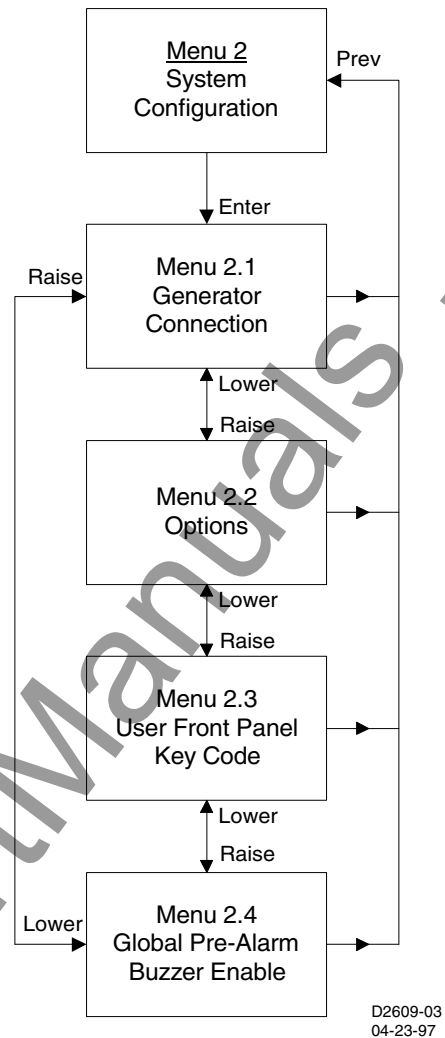 Menu 2
System
Configuration
Prev
Enter
Raise
Menu 2.1
Generator
Connection
Lower
Raise
Menu 2.2
Options
Lower
Raise
Menu 2.3
User Front Panel
Key Code
Lower
Raise
Lower
Menu 2.4
Global Pre-Alarm
Buzzer Enable
D2609-03
04-23-97